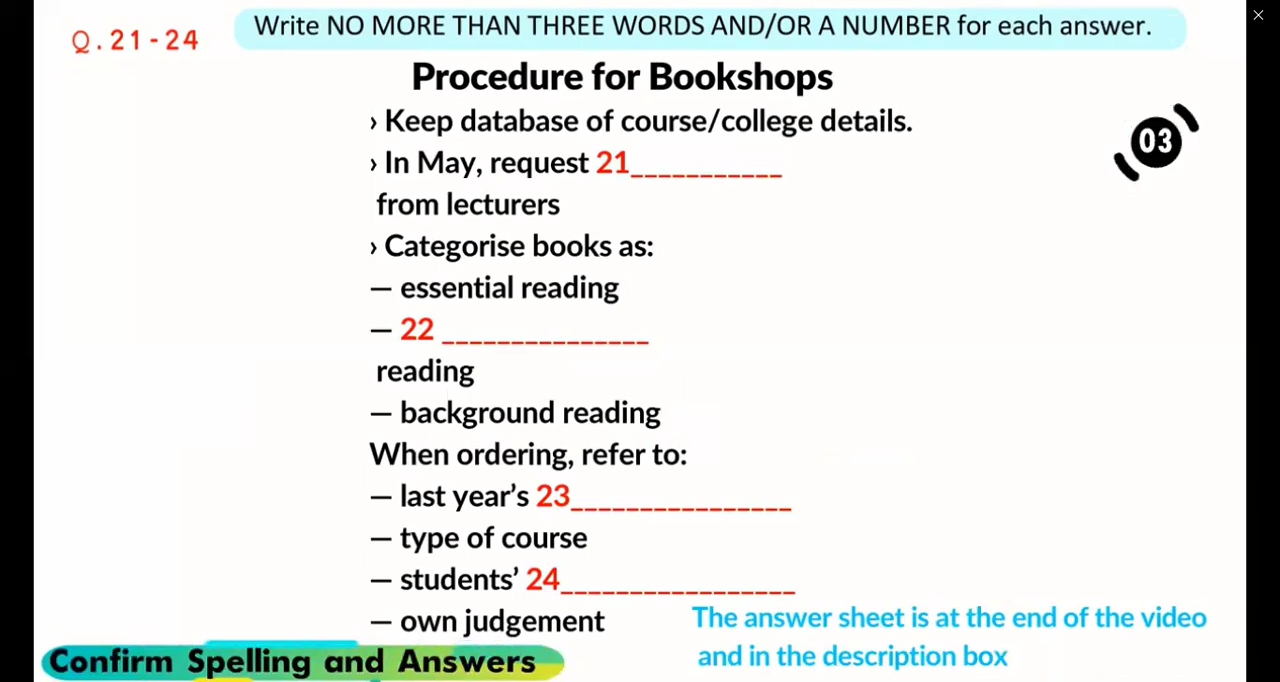 Q.21-24
Write NO MORE THAN THREE WORDS AND/OR A NUMBER for each answer.
Procedure for Bookshops
› Keep database of course/college details.
03
› In May, request 21___________
from lecturers
› Categorise books as:
— essential reading
— 22 _______________
reading
— background reading
When ordering, refer to:
— last year’s 23________________
— type of course
— students’ 24_________________
— own judgement
The answer sheet is at the end of the video
and in the description box
Confirm Spelling and Answers